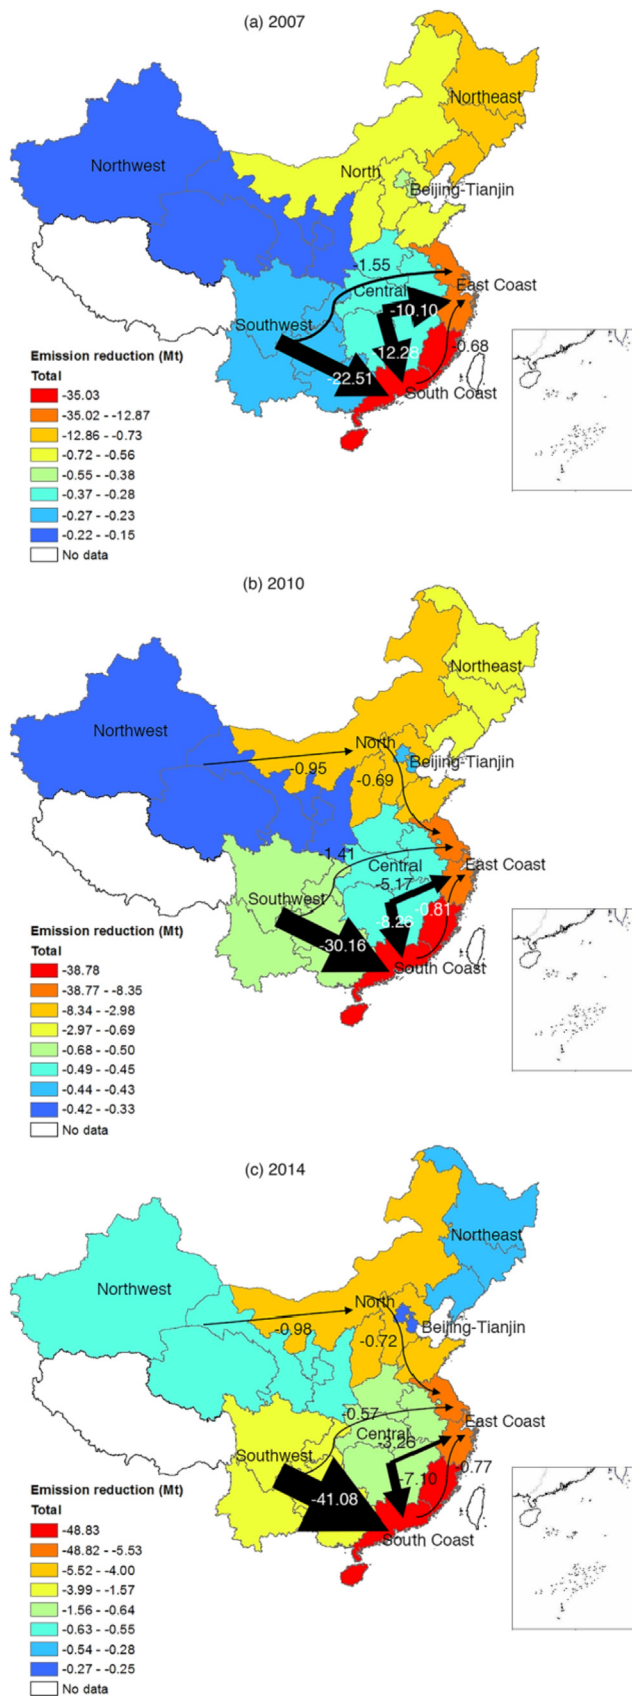 (a) 2007
Northeast
Northwest
North
Beijing-Tianjin
-1.55
Central
East Coast
-10.10
Southwest
-12.28
-0.68
-22.51
South Coast
Emission reduction (Mt)
Total
-35.03
-35.02 - -12.87
-12.86 - -0.73
-0.72 - -0.56
-0.55 - -0.38
-0.37 - -0.28
-0.27 - -0.23
-0.22 - -0.15
No data
(b) 2010
Northeast
Northwest
North
Beijing-Tianjin
-0.95
-0.69
-1.41
Central
East Coast
-5.17
Southwest
-0.81
-8.26
-30.16
South Coast
Emission reduction (Mt)
Total
-38.78
-38.77 - -8.35
-8.34 - -2.98
-2.97 - -0.69
-0.68 - -0.50
-0.49 - -0.45
-0.44 - -0.43
-0.42 - -0.33
No data
(c) 2014
Northeast
Northwest
North
Beijing-Tianjin
-0.98
-0.72
-0.57
East Coast
Central
-3.26
Southwest
-0.77
-7.10
-41.08
South Coast
Emission reduction (Mt)
Total
-48.83
-48.82 - -5.53
-5.52 - -4.00
-3.99 - -1.57
-1.56 - -0.64
-0.63 - -0.55
-0.54 - -0.28
-0.27 - -0.25
No data